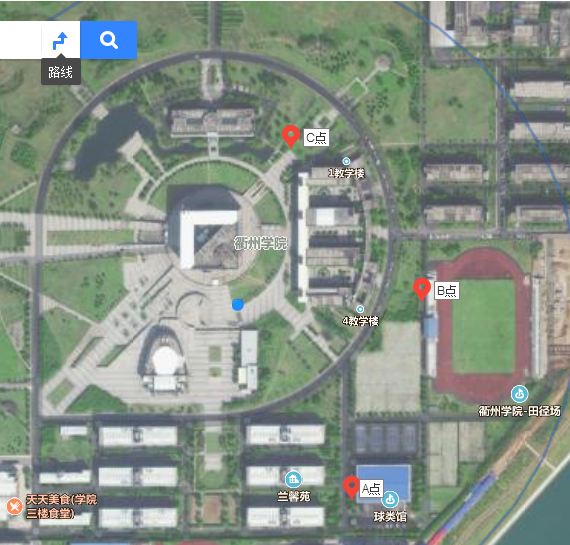 路线
C点
1教学楼
衢州学院
B点
4教学楼
衢州学院-田径场
A点
兰馨苑
天天美食(学院
三楼食堂)
球类馆